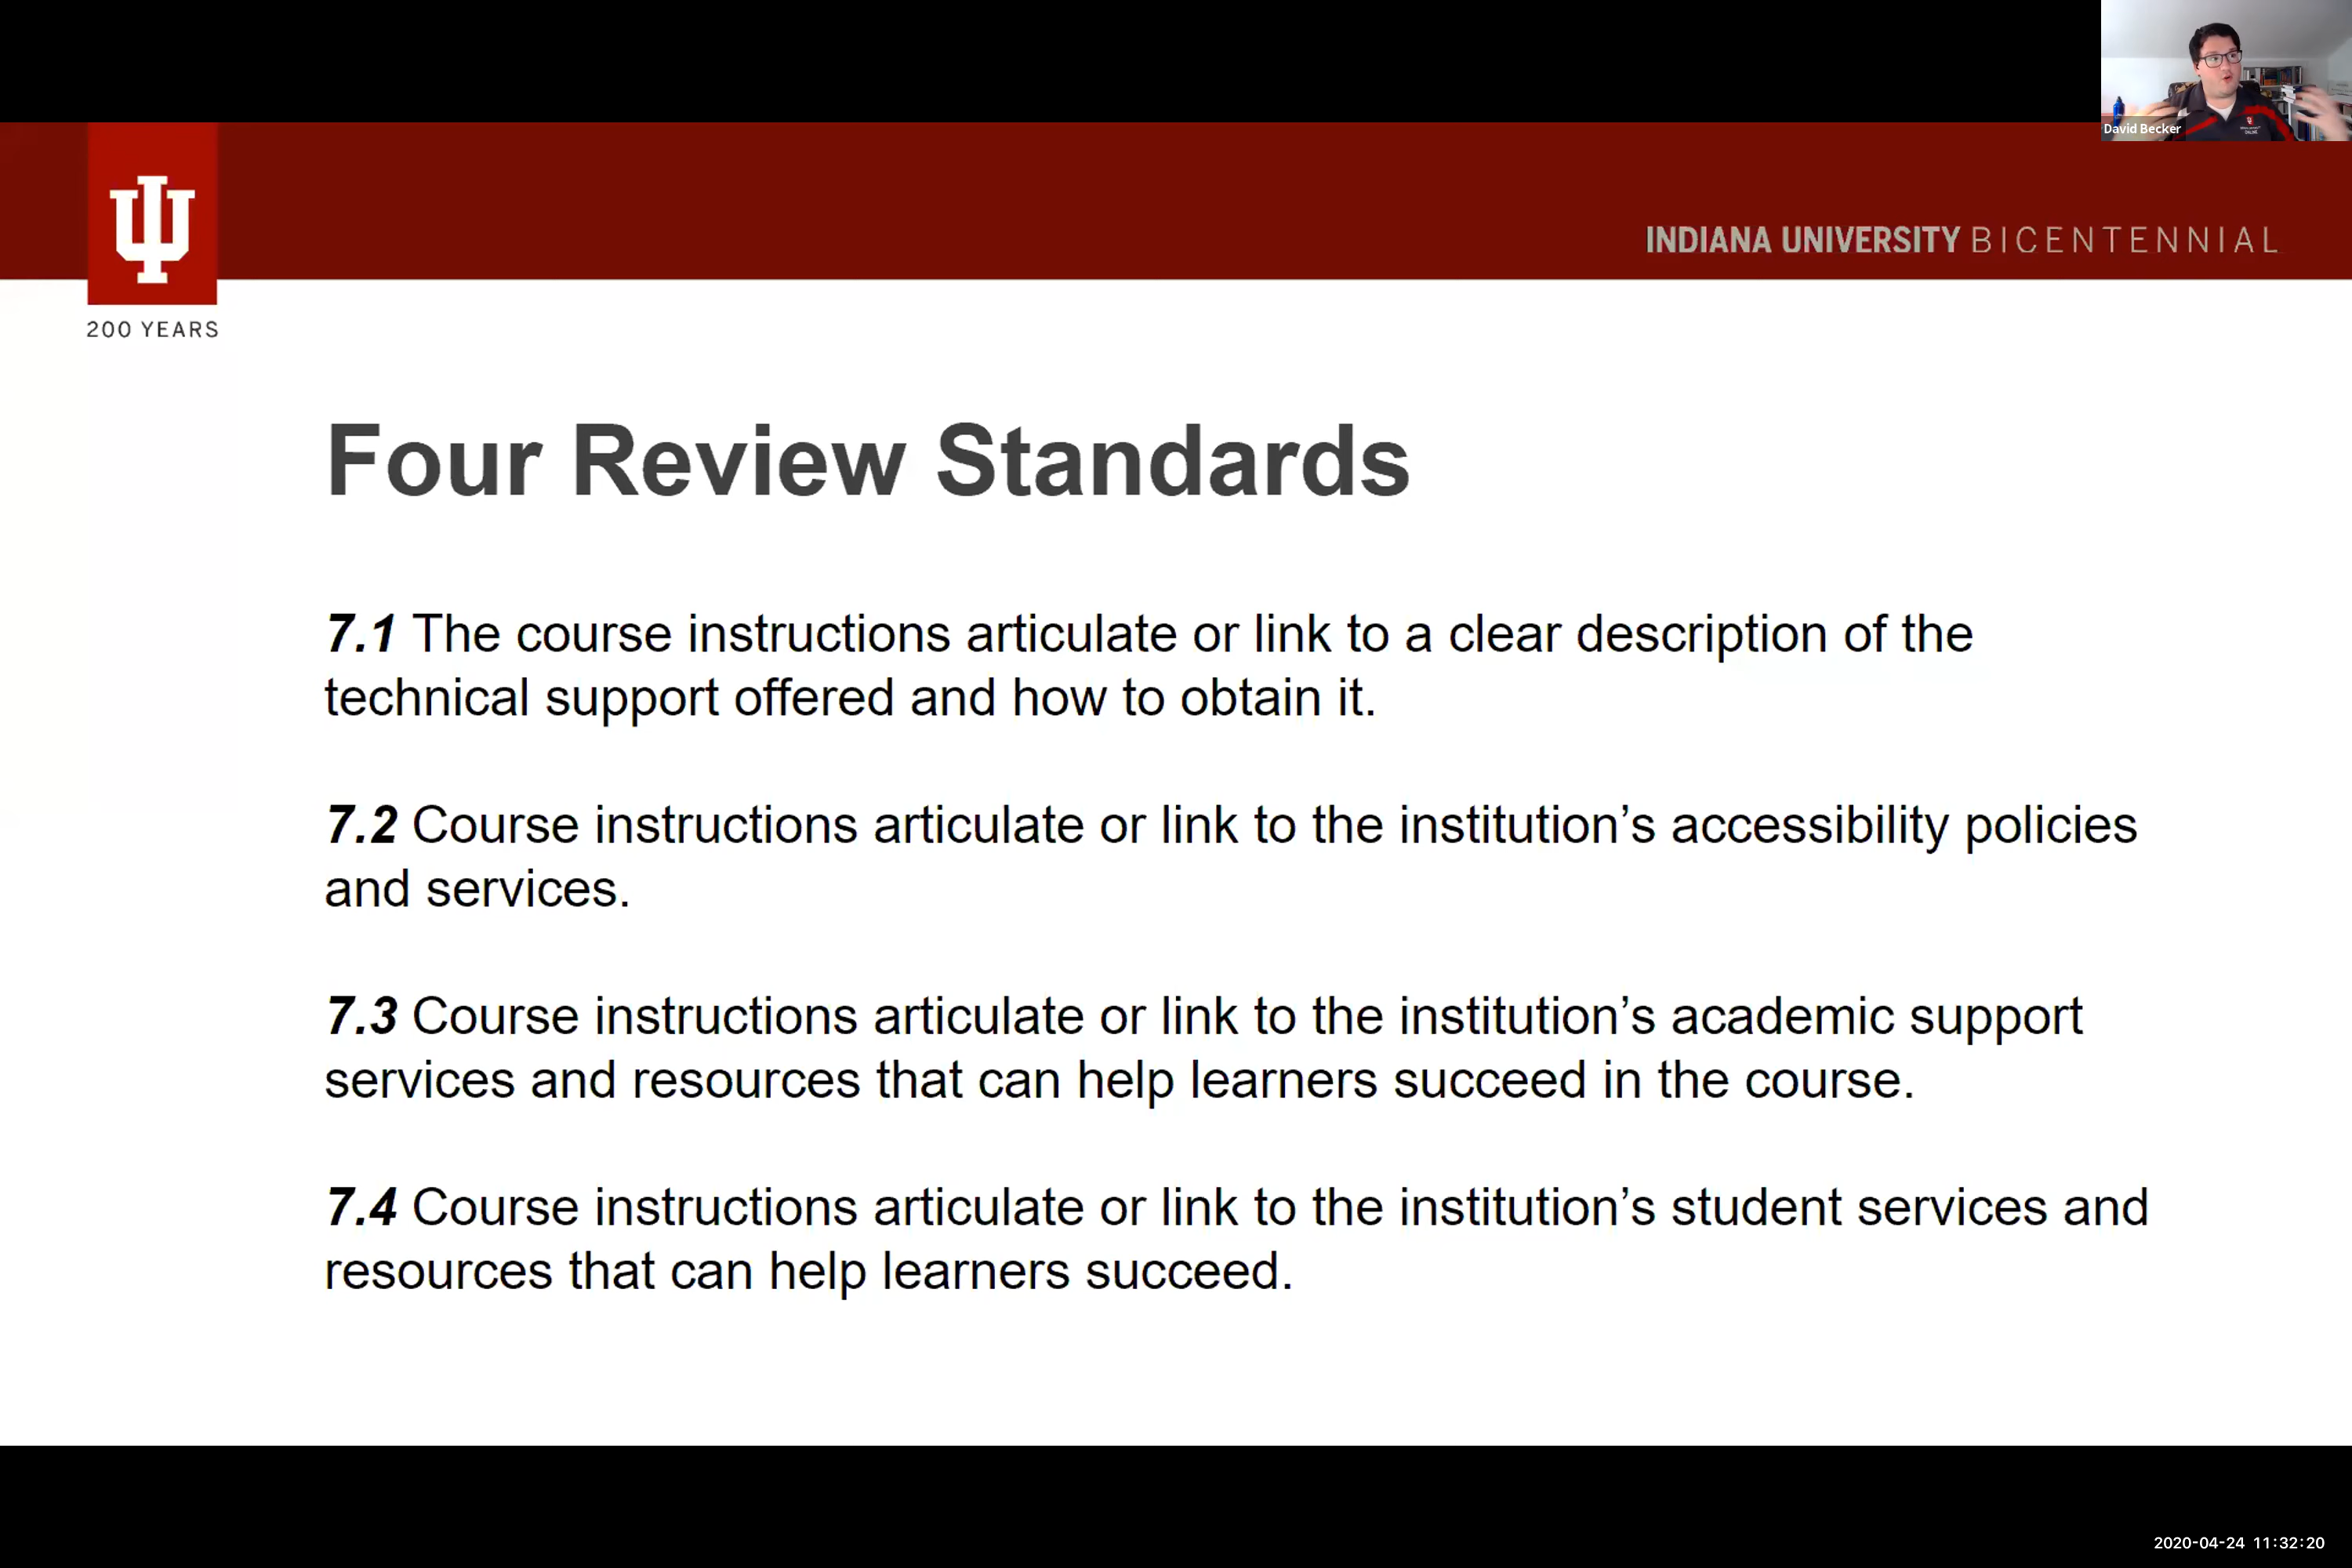 David Becker
INDIANA UNIVERSITY BICENTENNIAL
200 YEARS
Four Review Standards
7.1 The course instructions articulate or link to a clear description of the
technical support offered and how to obtain it.
7.2 Course instructions articulate or link to the institution’s accessibility policies
and services.
7.3 Course instructions articulate or link to the institution’s academic support
services and resources that can help learners succeed in the course.
7.4 Course instructions articulate or link to the institution’s student services and
resources that can help learners succeed.
2020-04-24 11:32:20